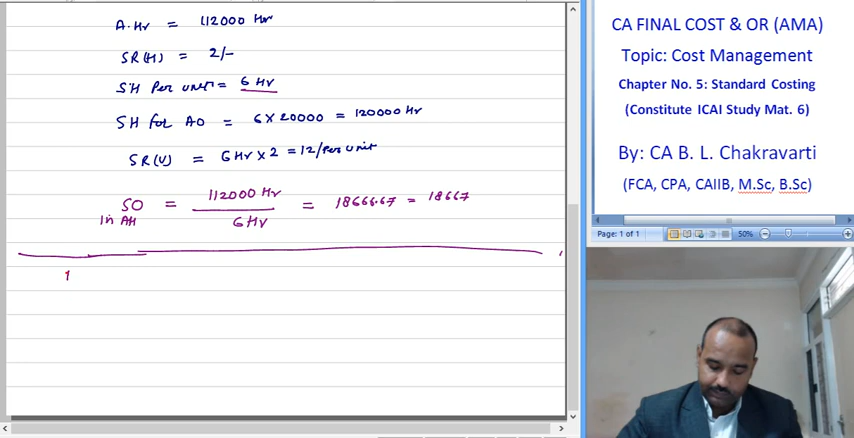 A.Hr = 112000 Hr
SR(H) = 2/-
SH Per unit = 6 Hr
SH for AO = 6 X 20000 = 120000 Hr
SR(U) = 6 Hr x 2 = 12/Per unit
SO in AH = 112000 Hr / 6 Hr = 18666.67 = 18667
1
CA FINAL COST & OR (AMA)
Topic: Cost Management
Chapter No. 5: Standard Costing
(Constitute ICAI Study Mat. 6)
By: CA B. L. Chakravarti
(FCA, CPA, CAIIB, M.Sc, B.Sc)
Page: 1 of 1
50%